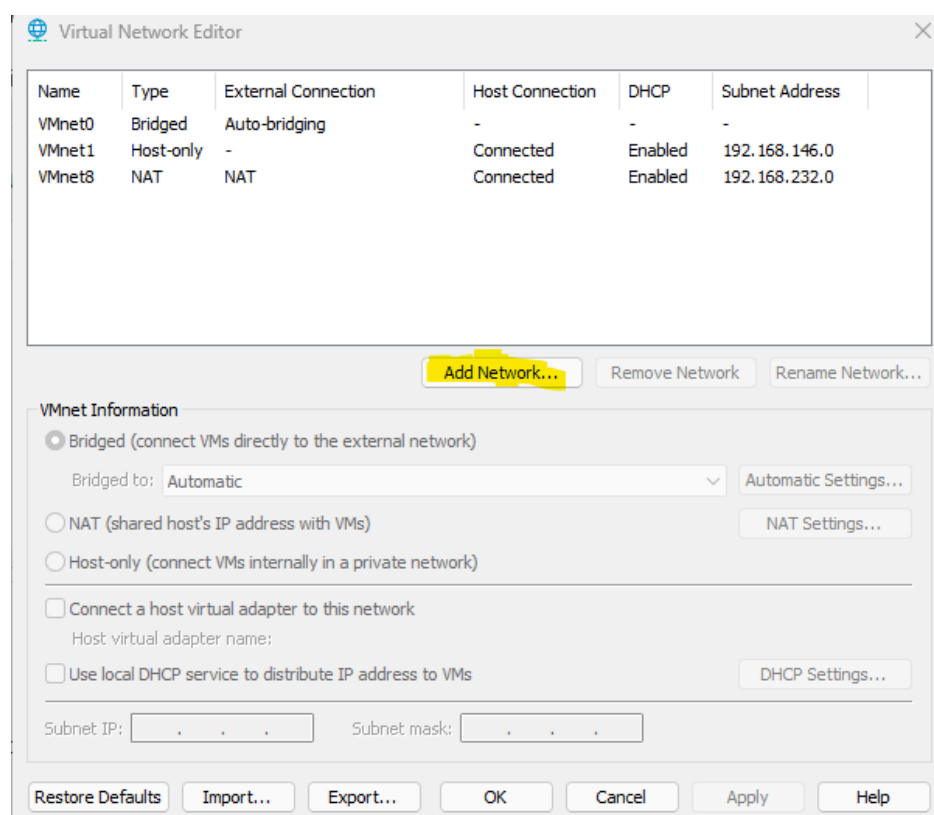 Virtual Network Editor
Name Type External Connection Host Connection DHCP Subnet Address
VMnet0 Bridged Auto-bridging - - -
VMnet1 Host-only - Connected Enabled 192.168.146.0
VMnet8 NAT NAT Connected Enabled 192.168.232.0
Add Network... Remove Network Rename Network...
VMnet Information
Bridged (connect VMs directly to the external network)
Bridged to: Automatic Automatic Settings...
NAT (shared host's IP address with VMs) NAT Settings...
Host-only (connect VMs internally in a private network)
Connect a host virtual adapter to this network
Host virtual adapter name:
Use local DHCP service to distribute IP address to VMs DHCP Settings...
Subnet IP: . . . Subnet mask: . . .
Restore Defaults Import... Export... OK Cancel Apply Help